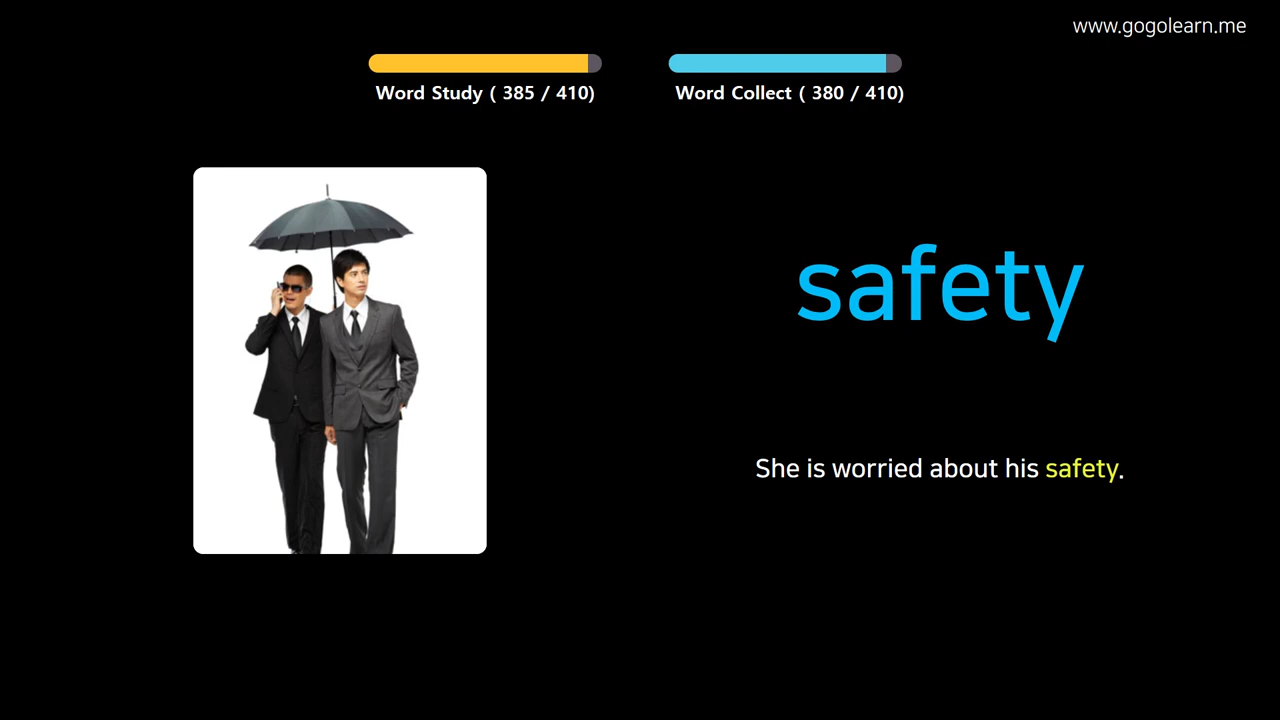 www.gogolearn.me
Word Study ( 385 / 410)
Word Collect ( 380 / 410)
safety
She is worried about his safety.